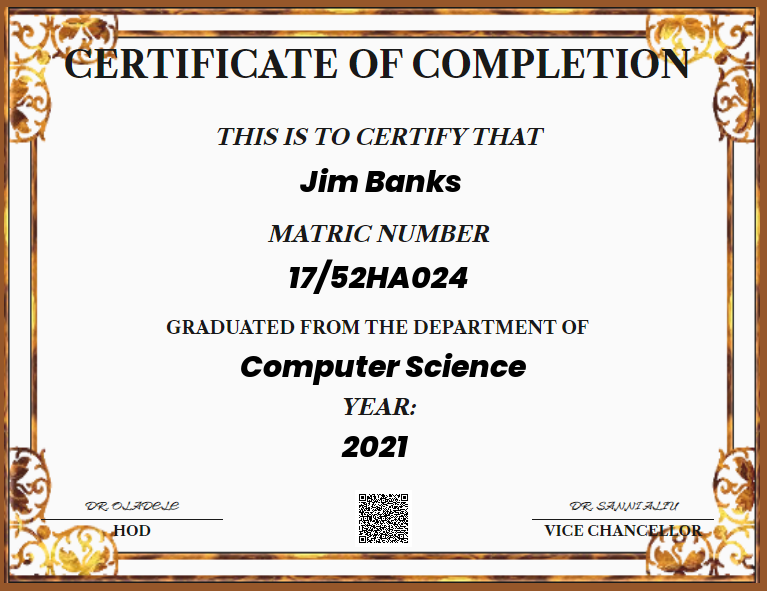 CERTIFICATE OF COMPLETION
THIS IS TO CERTIFY THAT
Jim Banks
MATRIC NUMBER
17/52HA024
GRADUATED FROM THE DEPARTMENT OF
Computer Science
YEAR:
2021
DR. OLADELE
DR. SANNI ALIU
HOD
VICE CHANCELLOR